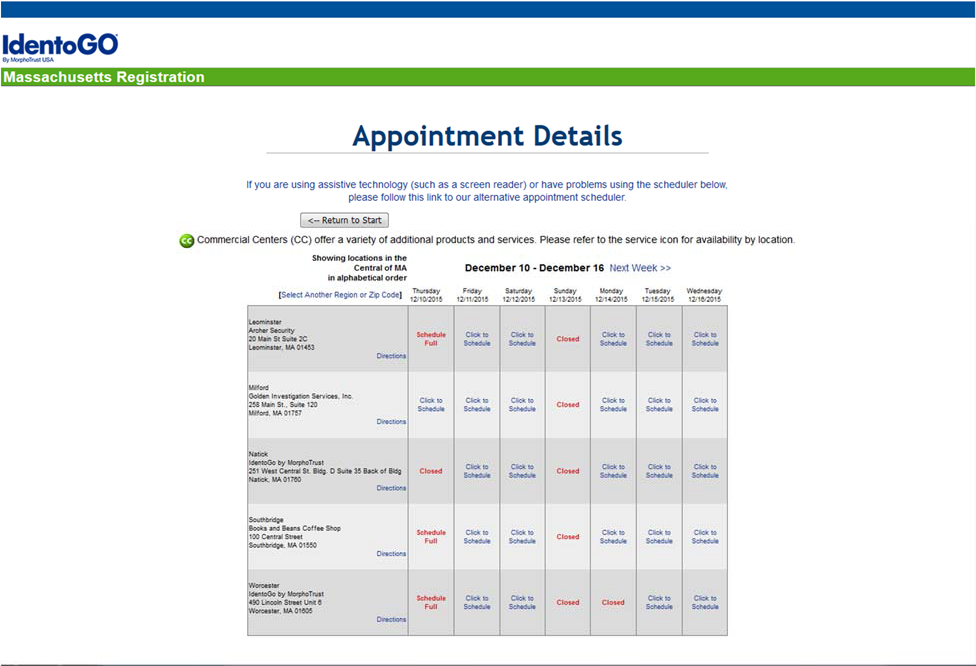 IdentoGO
By MorphoTrust USA
Massachusetts Registration
Appointment Details
If you are using assistive technology (such as a screen reader) or have problems using the scheduler below,
please follow this link to our alternative appointment scheduler.
<-- Return to Start
CC Commercial Centers (CC) offer a variety of additional products and services. Please refer to the service icon for availability by location.
Showing locations in the
Central of MA
in alphabetical order
December 10 - December 16 Next Week >>
[Select Another Region or Zip Code]
Thursday Friday Saturday Sunday Monday Tuesday Wednesday
12/10/2015 12/11/2015 12/12/2015 12/13/2015 12/14/2015 12/15/2015 12/16/2015
Leominster
Archer Security
20 Main St Suite 2C
Leominster, MA 01453
Directions
Schedule Click to Click to Closed Click to Click to Click to
Full Schedule Schedule Schedule Schedule Schedule
Milford
Golden Investigation Services, Inc.
258 Main St., Suite 120
Milford, MA 01757
Directions
Click to Click to Click to Closed Click to Click to Click to
Schedule Schedule Schedule Schedule Schedule Schedule
Natick
IdentoGo by MorphoTrust
251 West Central St. Bldg. D Suite 35 Back of Bldg
Natick, MA 01760
Directions
Closed Click to Click to Closed Click to Click to Click to
Schedule Schedule Schedule Schedule Schedule
Southbridge
Books and Beans Coffee Shop
100 Central Street
Southbridge, MA 01550
Directions
Schedule Click to Click to Closed Click to Click to Click to
Full Schedule Schedule Schedule Schedule Schedule
Worcester
IdentoGo by MorphoTrust
490 Lincoln Street Unit 6
Worcester, MA 01605
Directions
Schedule Click to Click to Closed Closed Click to Click to
Full Schedule Schedule Schedule Schedule